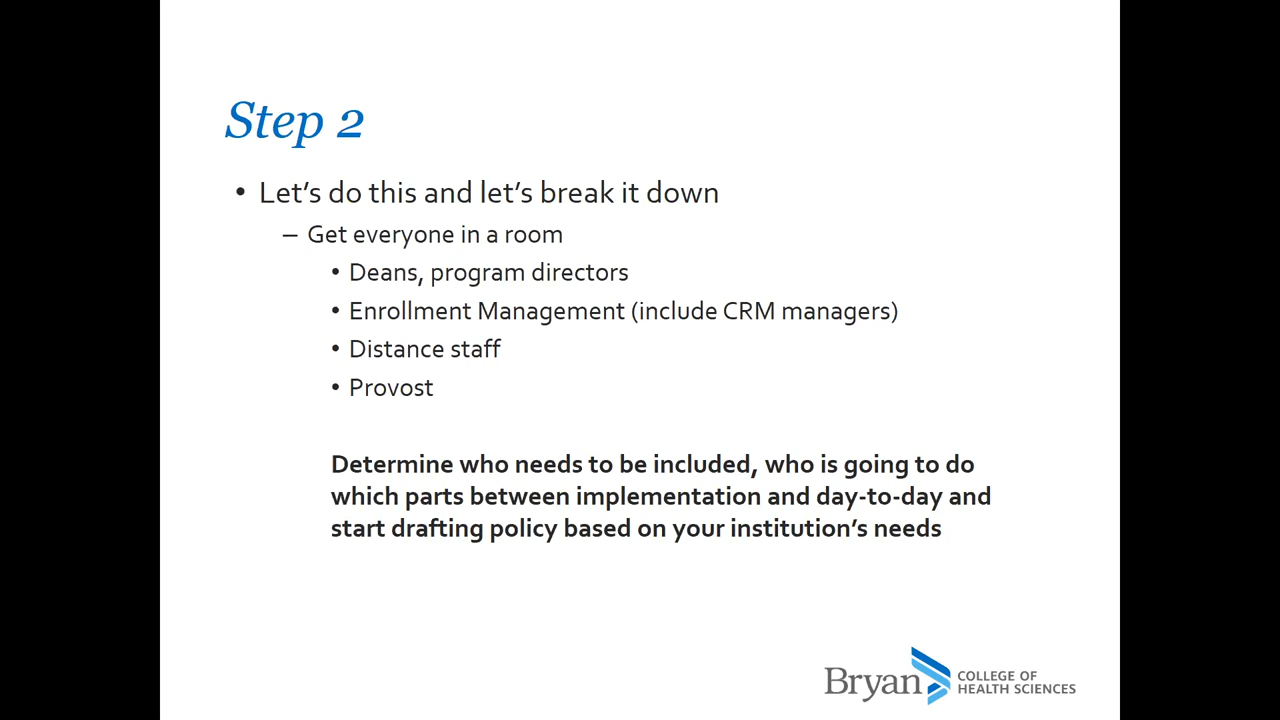 Step 2
• Let's do this and let's break it down
– Get everyone in a room
• Deans, program directors
• Enrollment Management (include CRM managers)
• Distance staff
• Provost
Determine who needs to be included, who is going to do
which parts between implementation and day-to-day and
start drafting policy based on your institution's needs
Bryan COLLEGE OF
HEALTH SCIENCES